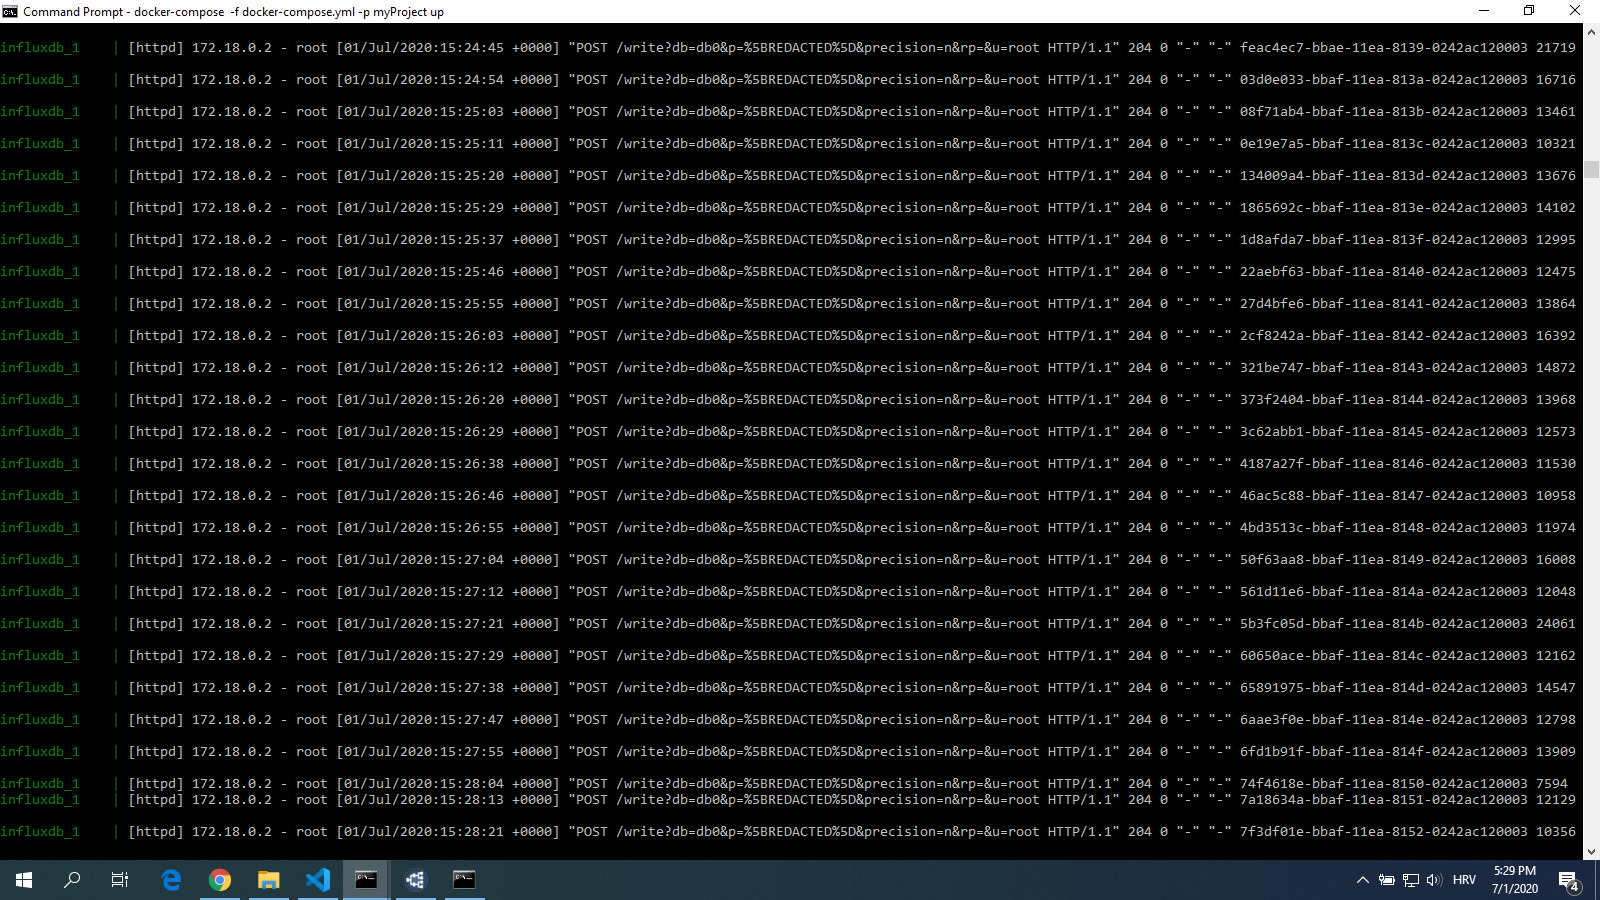 Command Prompt - docker-compose  -f docker-compose.yml -p myProject up
influxdb_1    | [httpd] 172.18.0.2 - root [01/Jul/2020:15:24:45 +0000] "POST /write?db=db0&p=%5BREDACTED%5D&precision=n&rp=&u=root HTTP/1.1" 204 0 "-" "-" feac4ec7-bbae-11ea-8139-0242ac120003 21719
influxdb_1    | [httpd] 172.18.0.2 - root [01/Jul/2020:15:24:54 +0000] "POST /write?db=db0&p=%5BREDACTED%5D&precision=n&rp=&u=root HTTP/1.1" 204 0 "-" "-" 03d0e033-bbaf-11ea-813a-0242ac120003 16716
influxdb_1    | [httpd] 172.18.0.2 - root [01/Jul/2020:15:25:03 +0000] "POST /write?db=db0&p=%5BREDACTED%5D&precision=n&rp=&u=root HTTP/1.1" 204 0 "-" "-" 08f71ab4-bbaf-11ea-813b-0242ac120003 13461
influxdb_1    | [httpd] 172.18.0.2 - root [01/Jul/2020:15:25:11 +0000] "POST /write?db=db0&p=%5BREDACTED%5D&precision=n&rp=&u=root HTTP/1.1" 204 0 "-" "-" 0e19e7a5-bbaf-11ea-813c-0242ac120003 10321
influxdb_1    | [httpd] 172.18.0.2 - root [01/Jul/2020:15:25:20 +0000] "POST /write?db=db0&p=%5BREDACTED%5D&precision=n&rp=&u=root HTTP/1.1" 204 0 "-" "-" 134009a4-bbaf-11ea-813d-0242ac120003 13676
influxdb_1    | [httpd] 172.18.0.2 - root [01/Jul/2020:15:25:29 +0000] "POST /write?db=db0&p=%5BREDACTED%5D&precision=n&rp=&u=root HTTP/1.1" 204 0 "-" "-" 1865692c-bbaf-11ea-813e-0242ac120003 14102
influxdb_1    | [httpd] 172.18.0.2 - root [01/Jul/2020:15:25:37 +0000] "POST /write?db=db0&p=%5BREDACTED%5D&precision=n&rp=&u=root HTTP/1.1" 204 0 "-" "-" 1d8afda7-bbaf-11ea-813f-0242ac120003 12995
influxdb_1    | [httpd] 172.18.0.2 - root [01/Jul/2020:15:25:46 +0000] "POST /write?db=db0&p=%5BREDACTED%5D&precision=n&rp=&u=root HTTP/1.1" 204 0 "-" "-" 22aebf63-bbaf-11ea-8140-0242ac120003 12475
influxdb_1    | [httpd] 172.18.0.2 - root [01/Jul/2020:15:25:55 +0000] "POST /write?db=db0&p=%5BREDACTED%5D&precision=n&rp=&u=root HTTP/1.1" 204 0 "-" "-" 27d4bfe6-bbaf-11ea-8141-0242ac120003 13864
influxdb_1    | [httpd] 172.18.0.2 - root [01/Jul/2020:15:26:03 +0000] "POST /write?db=db0&p=%5BREDACTED%5D&precision=n&rp=&u=root HTTP/1.1" 204 0 "-" "-" 2cf8242a-bbaf-11ea-8142-0242ac120003 16392
influxdb_1    | [httpd] 172.18.0.2 - root [01/Jul/2020:15:26:12 +0000] "POST /write?db=db0&p=%5BREDACTED%5D&precision=n&rp=&u=root HTTP/1.1" 204 0 "-" "-" 321be747-bbaf-11ea-8143-0242ac120003 14872
influxdb_1    | [httpd] 172.18.0.2 - root [01/Jul/2020:15:26:20 +0000] "POST /write?db=db0&p=%5BREDACTED%5D&precision=n&rp=&u=root HTTP/1.1" 204 0 "-" "-" 373f2404-bbaf-11ea-8144-0242ac120003 13968
influxdb_1    | [httpd] 172.18.0.2 - root [01/Jul/2020:15:26:29 +0000] "POST /write?db=db0&p=%5BREDACTED%5D&precision=n&rp=&u=root HTTP/1.1" 204 0 "-" "-" 3c62abb1-bbaf-11ea-8145-0242ac120003 12573
influxdb_1    | [httpd] 172.18.0.2 - root [01/Jul/2020:15:26:38 +0000] "POST /write?db=db0&p=%5BREDACTED%5D&precision=n&rp=&u=root HTTP/1.1" 204 0 "-" "-" 4187a27f-bbaf-11ea-8146-0242ac120003 11530
influxdb_1    | [httpd] 172.18.0.2 - root [01/Jul/2020:15:26:46 +0000] "POST /write?db=db0&p=%5BREDACTED%5D&precision=n&rp=&u=root HTTP/1.1" 204 0 "-" "-" 46ac5c88-bbaf-11ea-8147-0242ac120003 10958
influxdb_1    | [httpd] 172.18.0.2 - root [01/Jul/2020:15:26:55 +0000] "POST /write?db=db0&p=%5BREDACTED%5D&precision=n&rp=&u=root HTTP/1.1" 204 0 "-" "-" 4bd3513c-bbaf-11ea-8148-0242ac120003 11974
influxdb_1    | [httpd] 172.18.0.2 - root [01/Jul/2020:15:27:04 +0000] "POST /write?db=db0&p=%5BREDACTED%5D&precision=n&rp=&u=root HTTP/1.1" 204 0 "-" "-" 50f63aa8-bbaf-11ea-8149-0242ac120003 16008
influxdb_1    | [httpd] 172.18.0.2 - root [01/Jul/2020:15:27:12 +0000] "POST /write?db=db0&p=%5BREDACTED%5D&precision=n&rp=&u=root HTTP/1.1" 204 0 "-" "-" 561d11e6-bbaf-11ea-814a-0242ac120003 12048
influxdb_1    | [httpd] 172.18.0.2 - root [01/Jul/2020:15:27:21 +0000] "POST /write?db=db0&p=%5BREDACTED%5D&precision=n&rp=&u=root HTTP/1.1" 204 0 "-" "-" 5b3fc05d-bbaf-11ea-814b-0242ac120003 24061
influxdb_1    | [httpd] 172.18.0.2 - root [01/Jul/2020:15:27:29 +0000] "POST /write?db=db0&p=%5BREDACTED%5D&precision=n&rp=&u=root HTTP/1.1" 204 0 "-" "-" 60650ace-bbaf-11ea-814c-0242ac120003 12162
influxdb_1    | [httpd] 172.18.0.2 - root [01/Jul/2020:15:27:38 +0000] "POST /write?db=db0&p=%5BREDACTED%5D&precision=n&rp=&u=root HTTP/1.1" 204 0 "-" "-" 65891975-bbaf-11ea-814d-0242ac120003 14547
influxdb_1    | [httpd] 172.18.0.2 - root [01/Jul/2020:15:27:47 +0000] "POST /write?db=db0&p=%5BREDACTED%5D&precision=n&rp=&u=root HTTP/1.1" 204 0 "-" "-" 6aae3f0e-bbaf-11ea-814e-0242ac120003 12798
influxdb_1    | [httpd] 172.18.0.2 - root [01/Jul/2020:15:27:55 +0000] "POST /write?db=db0&p=%5BREDACTED%5D&precision=n&rp=&u=root HTTP/1.1" 204 0 "-" "-" 6fd1b91f-bbaf-11ea-814f-0242ac120003 13909
influxdb_1    | [httpd] 172.18.0.2 - root [01/Jul/2020:15:28:04 +0000] "POST /write?db=db0&p=%5BREDACTED%5D&precision=n&rp=&u=root HTTP/1.1" 204 0 "-" "-" 74f4618e-bbaf-11ea-8150-0242ac120003 7594
influxdb_1    | [httpd] 172.18.0.2 - root [01/Jul/2020:15:28:13 +0000] "POST /write?db=db0&p=%5BREDACTED%5D&precision=n&rp=&u=root HTTP/1.1" 204 0 "-" "-" 7a18634a-bbaf-11ea-8151-0242ac120003 12129
influxdb_1    | [httpd] 172.18.0.2 - root [01/Jul/2020:15:28:21 +0000] "POST /write?db=db0&p=%5BREDACTED%5D&precision=n&rp=&u=root HTTP/1.1" 204 0 "-" "-" 7f3df01e-bbaf-11ea-8152-0242ac120003 10356
HRV
5:29 PM
7/1/2020
4